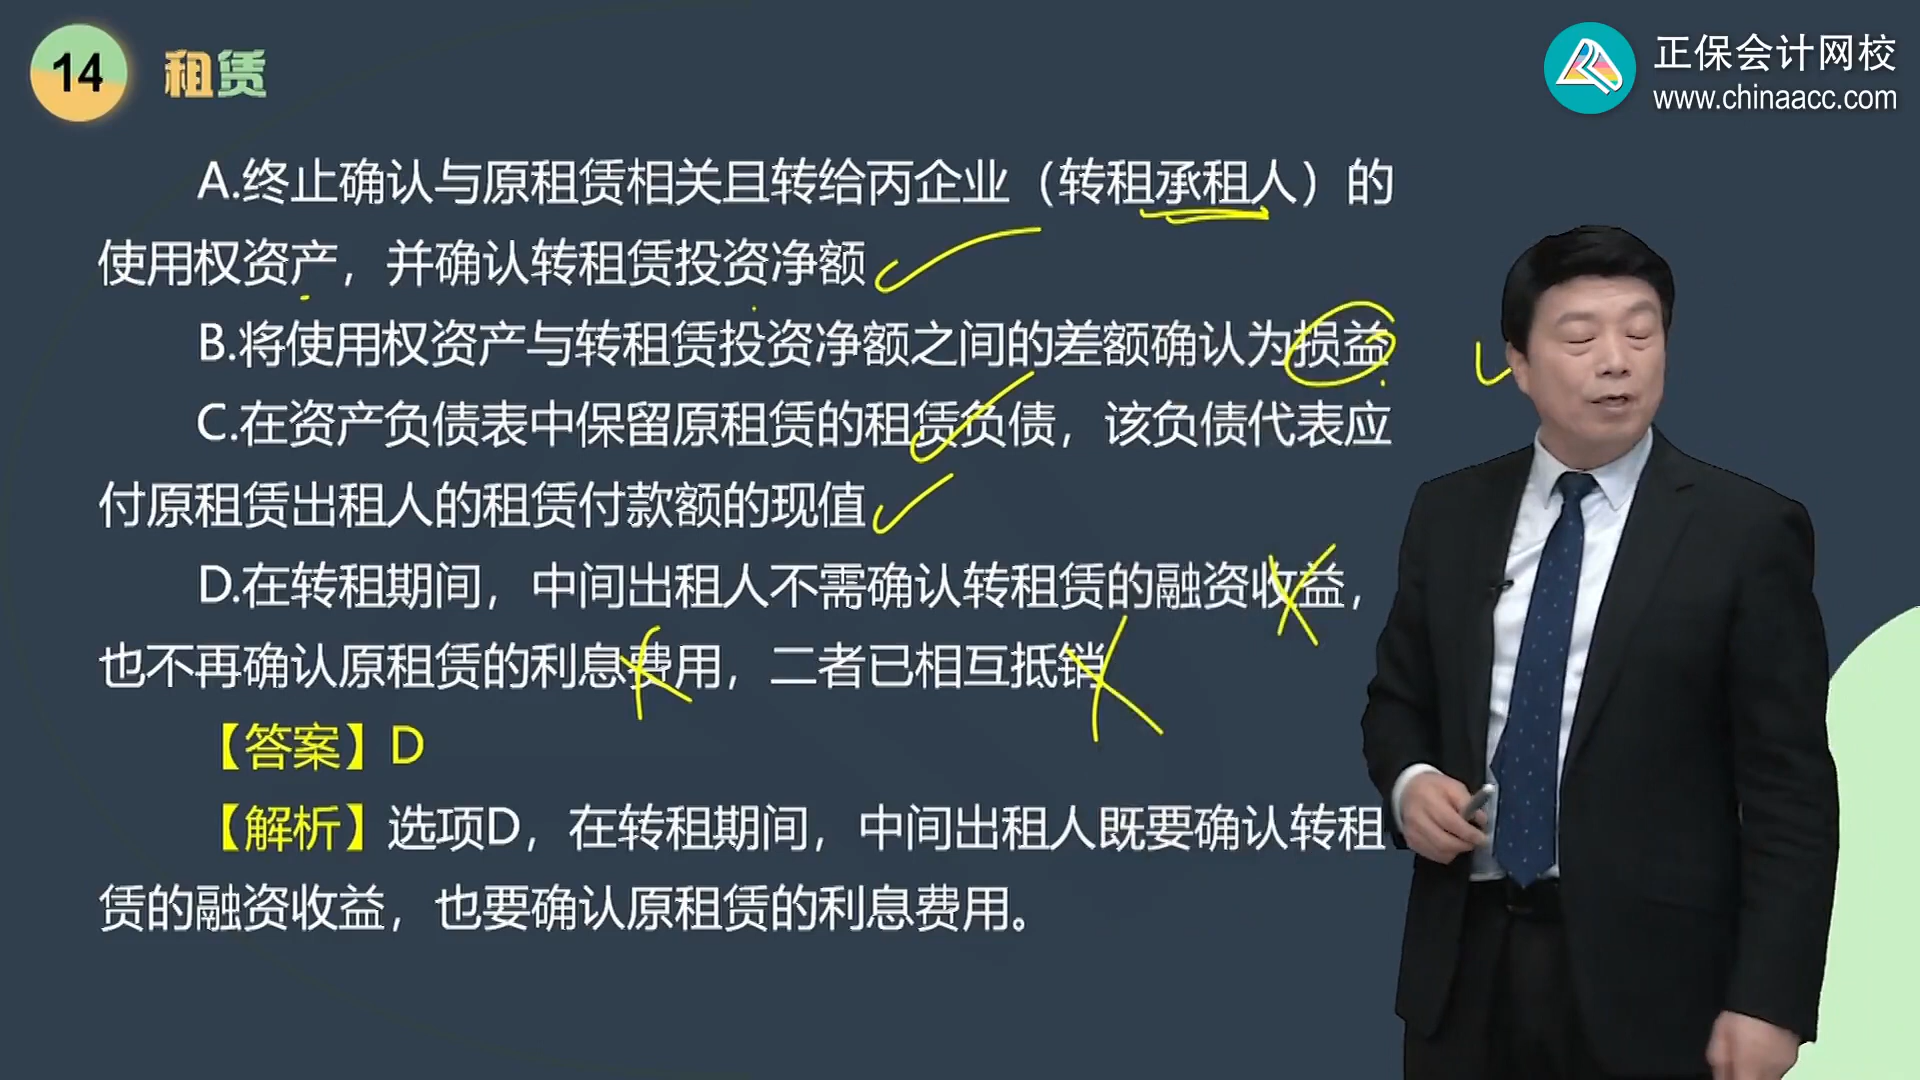 14 租赁
正保会计网校
www.chinaacc.com
A.终止确认与原租赁相关且转给丙企业（转租承租人）的
使用权资产，并确认转租赁投资净额
B.将使用权资产与转租赁投资净额之间的差额确认为损益
C.在资产负债表中保留原租赁的租赁负债，该负债代表应
付原租赁出租人的租赁付款额的现值
D.在转租期间，中间出租人不需确认转租赁的融资收益，
也不再确认原租赁的利息费用，二者已相互抵销
【答案】D
【解析】选项D，在转租期间，中间出租人既要确认转租
赁的融资收益，也要确认原租赁的利息费用。